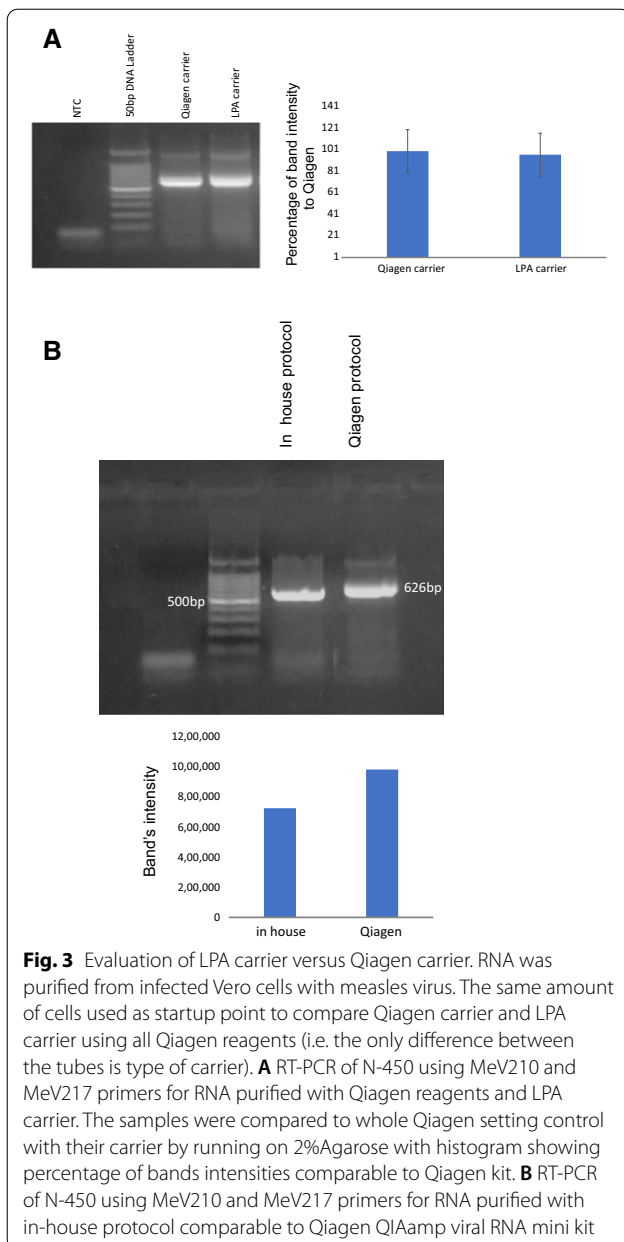 A
NTC
50bp DNA Ladder
Qiagen carrier
LPA carrier
Percentage of band intensity
to Qiagen
141
121
101
81
61
41
21
1
Qiagen carrier
LPA carrier
B
In house protocol
Qiagen protocol
500bp
626bp
Band's intensity
12,00,000
10,00,000
8,00,000
6,00,000
4,00,000
2,00,000
0
in house
Qiagen
Fig. 3 Evaluation of LPA carrier versus Qiagen carrier. RNA was
purified from infected Vero cells with measles virus. The same amount
of cells used as startup point to compare Qiagen carrier and LPA
carrier using all Qiagen reagents (i.e. the only difference between
the tubes is type of carrier). A RT-PCR of N-450 using MeV210 and
MeV217 primers for RNA purified with Qiagen reagents and LPA
carrier. The samples were compared to whole Qiagen setting control
with their carrier by running on 2%Agarose with histogram showing
percentage of bands intensities comparable to Qiagen kit. B RT-PCR
of N-450 using MeV210 and MeV217 primers for RNA purified with
in-house protocol comparable to Qiagen QIAamp viral RNA mini kit